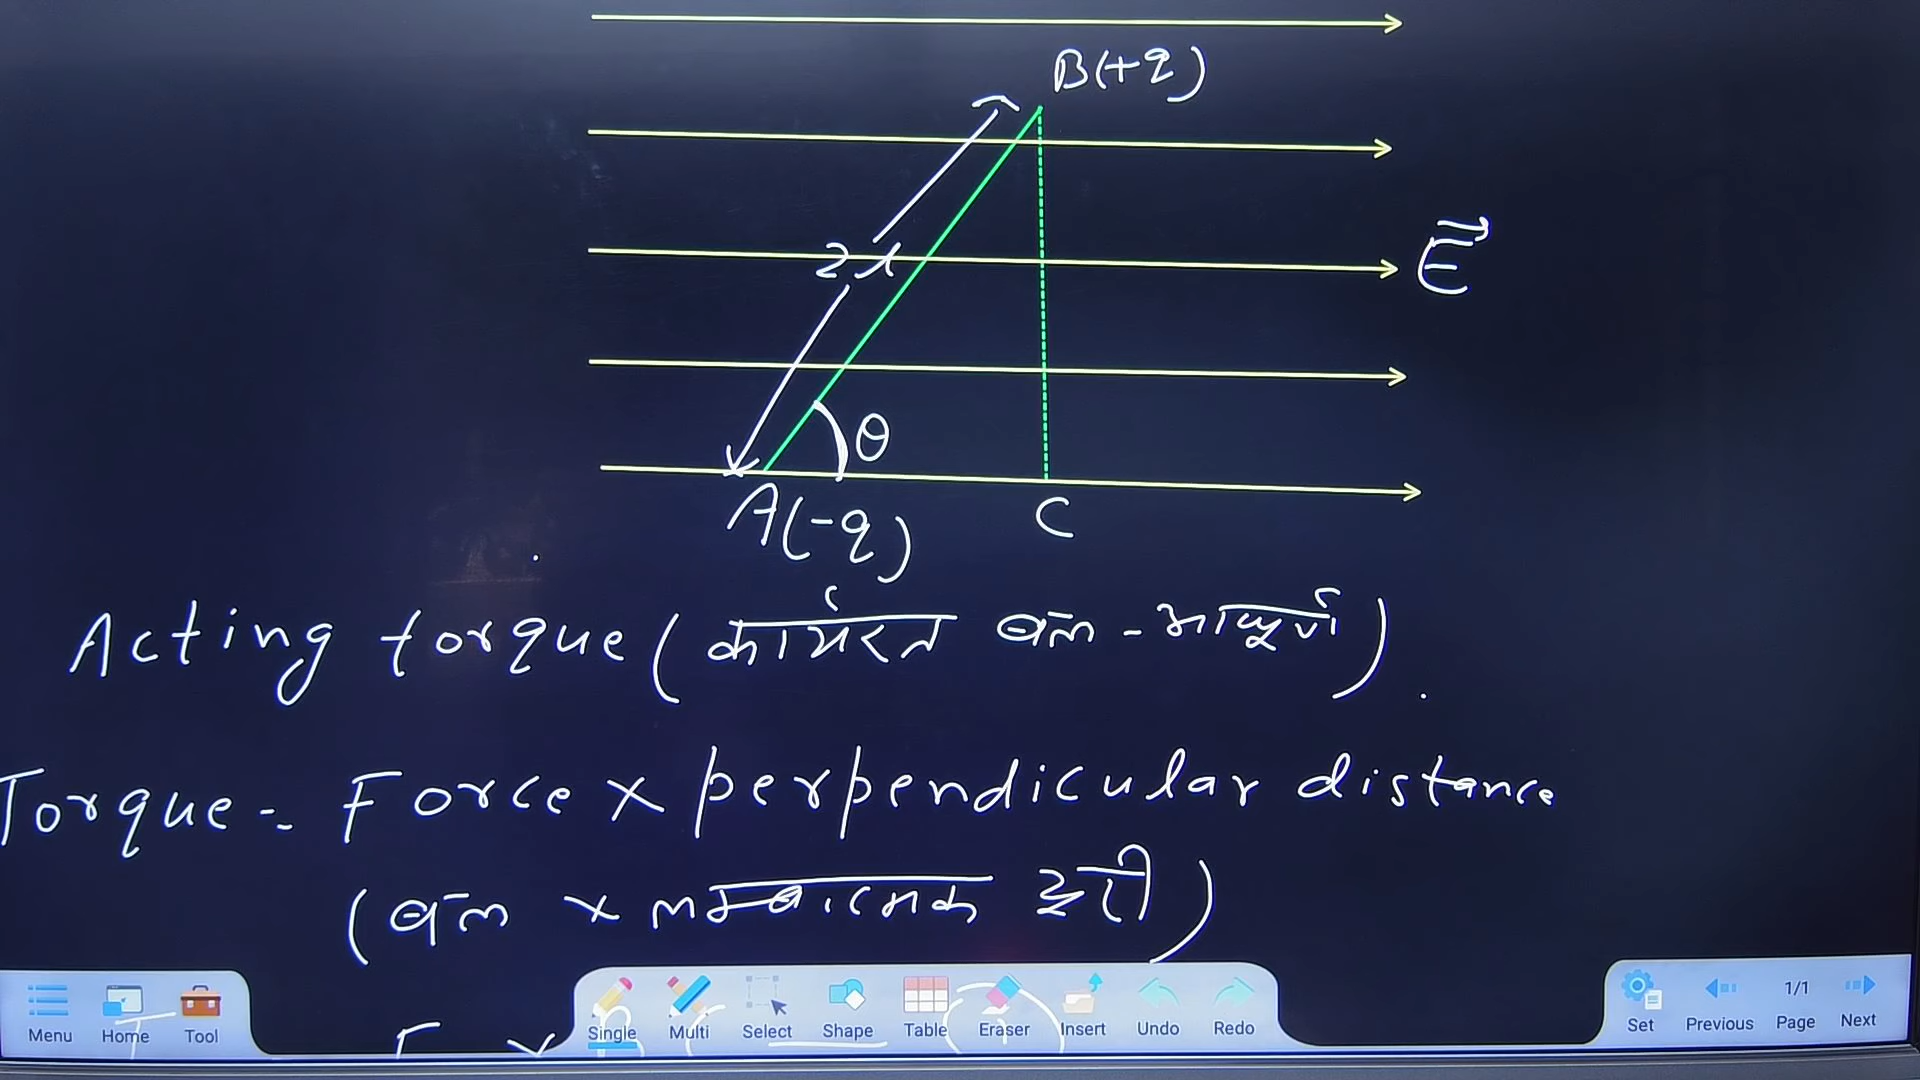 B(+q)
2l
E
θ
A(-q)
C
Acting torque (कार्यरत बल-आघूर्ण).
Torque = Force × perpendicular distance
(बल × लम्बवत्मक दूरी)
Menu Home Tool Single Multi Select Shape Table Eraser Insert Undo Redo Set Previous 1/1 Page Next